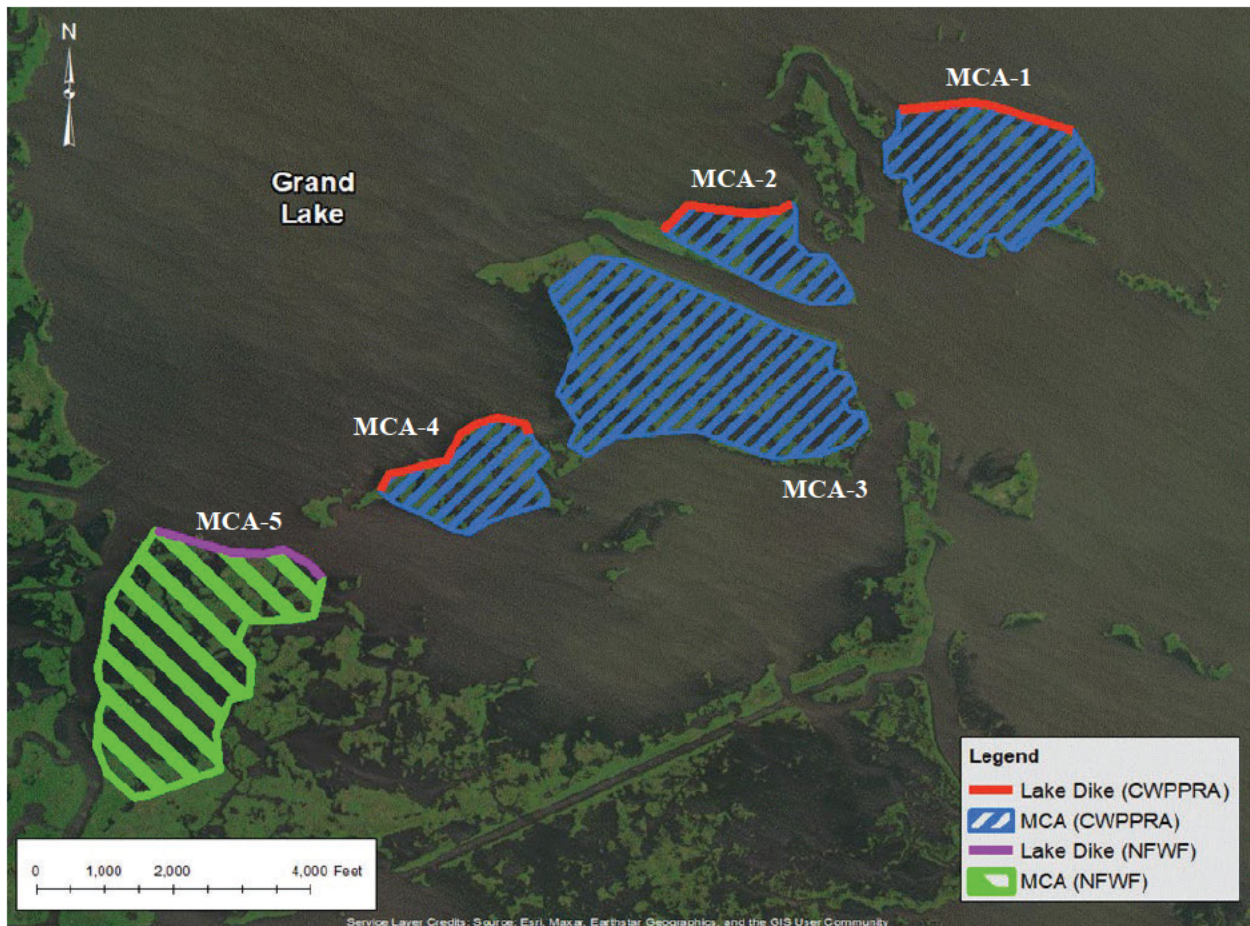 N
MCA-1
MCA-2
Grand
Lake
MCA-4
MCA-3
MCA-5
Legend
Lake Dike (CWPPRA)
MCA (CWPPRA)
Lake Dike (NFWF)
MCA (NFWF)
0 1,000 2,000 4,000 Feet
Service Layer Credits: Source: Esri, Maxar, Earthstar Geographics, and the GIS User Community